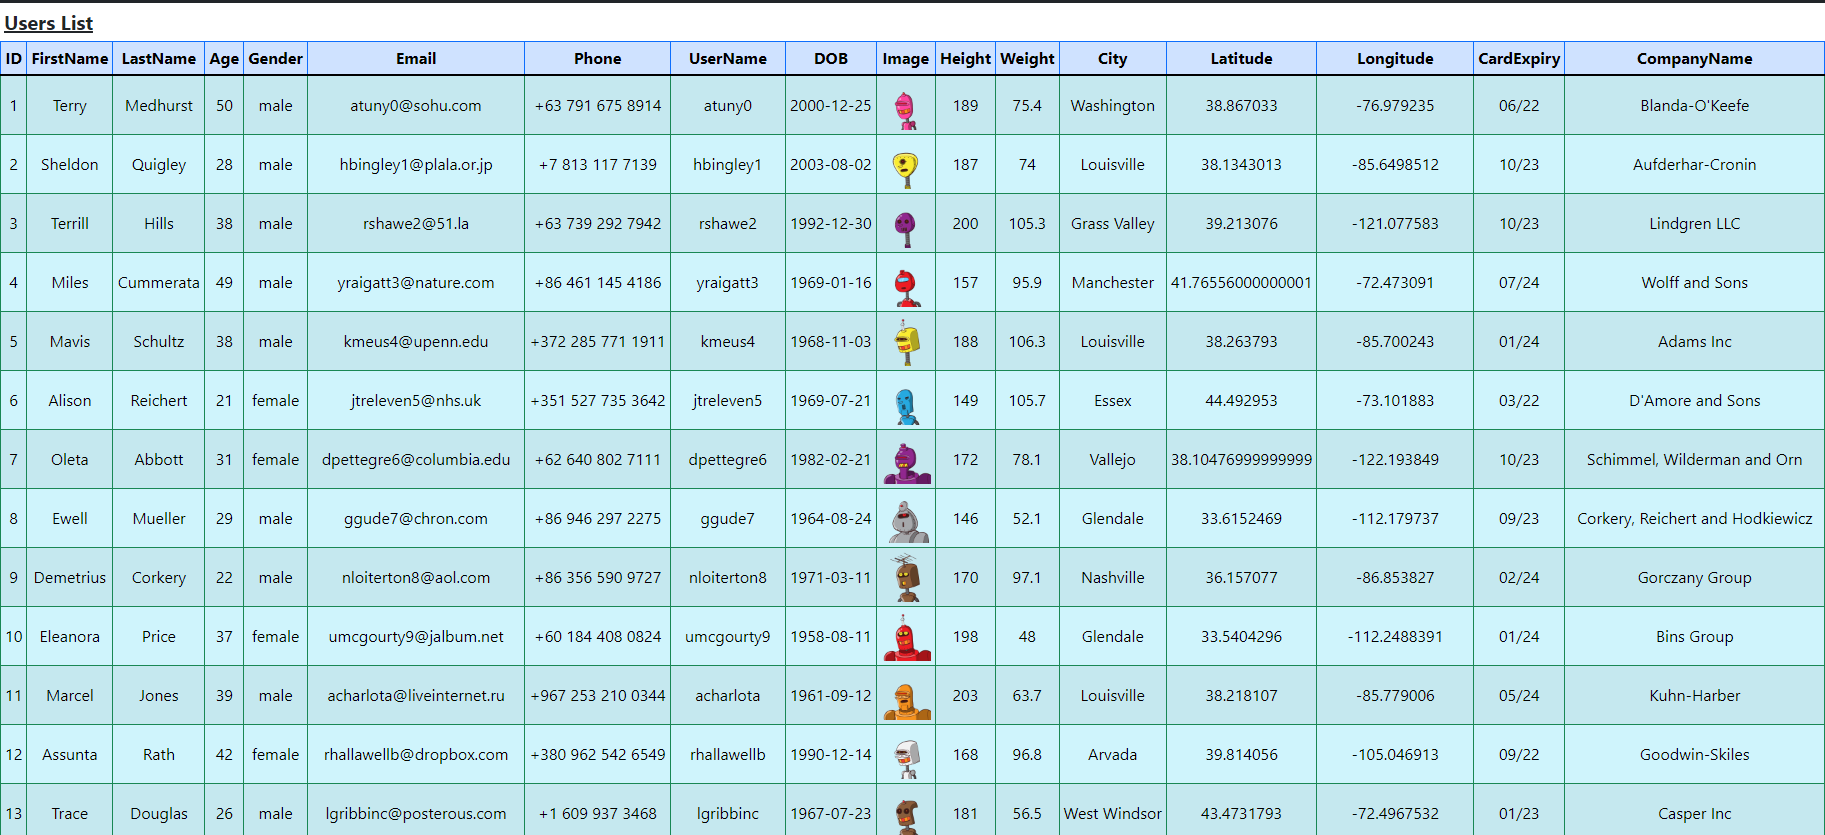 Users List
ID FirstName LastName Age Gender Email Phone UserName DOB Image Height Weight City Latitude Longitude CardExpiry CompanyName
1 Terry Medhurst 50 male atuny0@sohu.com +63 791 675 8914 atuny0 2000-12-25 189 75.4 Washington 38.867033 -76.979235 06/22 Blanda-O'Keefe
2 Sheldon Quigley 28 male hbingley1@plala.or.jp +7 813 117 7139 hbingley1 2003-08-02 187 74 Louisville 38.1343013 -85.6498512 10/23 Aufderhar-Cronin
3 Terrill Hills 38 male rshawe2@51.la +63 739 292 7942 rshawe2 1992-12-30 200 105.3 Grass Valley 39.213076 -121.077583 10/23 Lindgren LLC
4 Miles Cummerata 49 male yraigatt3@nature.com +86 461 145 4186 yraigatt3 1969-01-16 157 95.9 Manchester 41.76556000000001 -72.473091 07/24 Wolff and Sons
5 Mavis Schultz 38 male kmeus4@upenn.edu +372 285 771 1911 kmeus4 1968-11-03 188 106.3 Louisville 38.263793 -85.700243 01/24 Adams Inc
6 Alison Reichert 21 female jtreleven5@nhs.uk +351 527 735 3642 jtreleven5 1969-07-21 149 105.7 Essex 44.492953 -73.101883 03/22 D'Amore and Sons
7 Oleta Abbott 31 female dpettegre6@columbia.edu +62 640 802 7111 dpettegre6 1982-02-21 172 78.1 Vallejo 38.10476999999999 -122.193849 10/23 Schimmel, Wilderman and Orn
8 Ewell Mueller 29 male ggude7@chron.com +86 946 297 2275 ggude7 1964-08-24 146 52.1 Glendale 33.6152469 -112.179737 09/23 Corkery, Reichert and Hodkiewicz
9 Demetrius Corkery 22 male nloiterton8@aol.com +86 356 590 9727 nloiterton8 1971-03-11 170 97.1 Nashville 36.157077 -86.853827 02/24 Gorczany Group
10 Eleanora Price 37 female umcgourty9@jalbum.net +60 184 408 0824 umcgourty9 1958-08-11 198 48 Glendale 33.5404296 -112.2488391 01/24 Bins Group
11 Marcel Jones 39 male acharlota@liveinternet.ru +967 253 210 0344 acharlota 1961-09-12 203 63.7 Louisville 38.218107 -85.779006 05/24 Kuhn-Harber
12 Assunta Rath 42 female rhallawellb@dropbox.com +380 962 542 6549 rhallawellb 1990-12-14 168 96.8 Arvada 39.814056 -105.046913 09/22 Goodwin-Skiles
13 Trace Douglas 26 male lgribbinc@posterous.com +1 609 937 3468 lgribbinc 1967-07-23 181 56.5 West Windsor 43.4731793 -72.4967532 01/23 Casper Inc